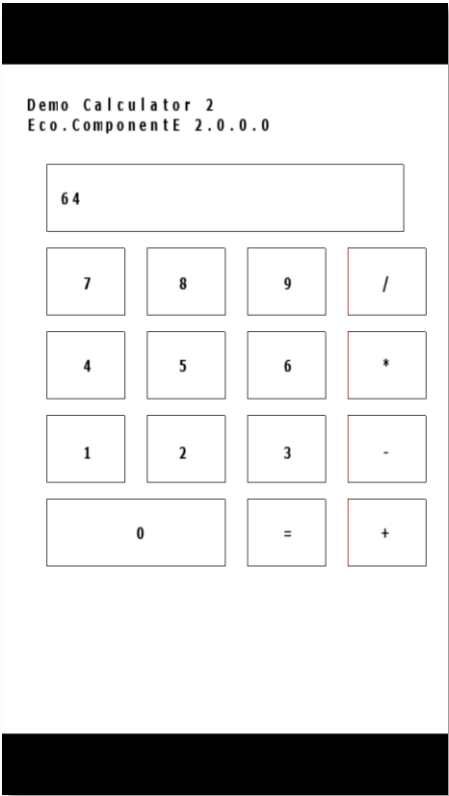 Demo Calculator 2
Eco.ComponentE 2.0.0.0
64
7 8 9 /
4 5 6 *
1 2 3 -
0 = +